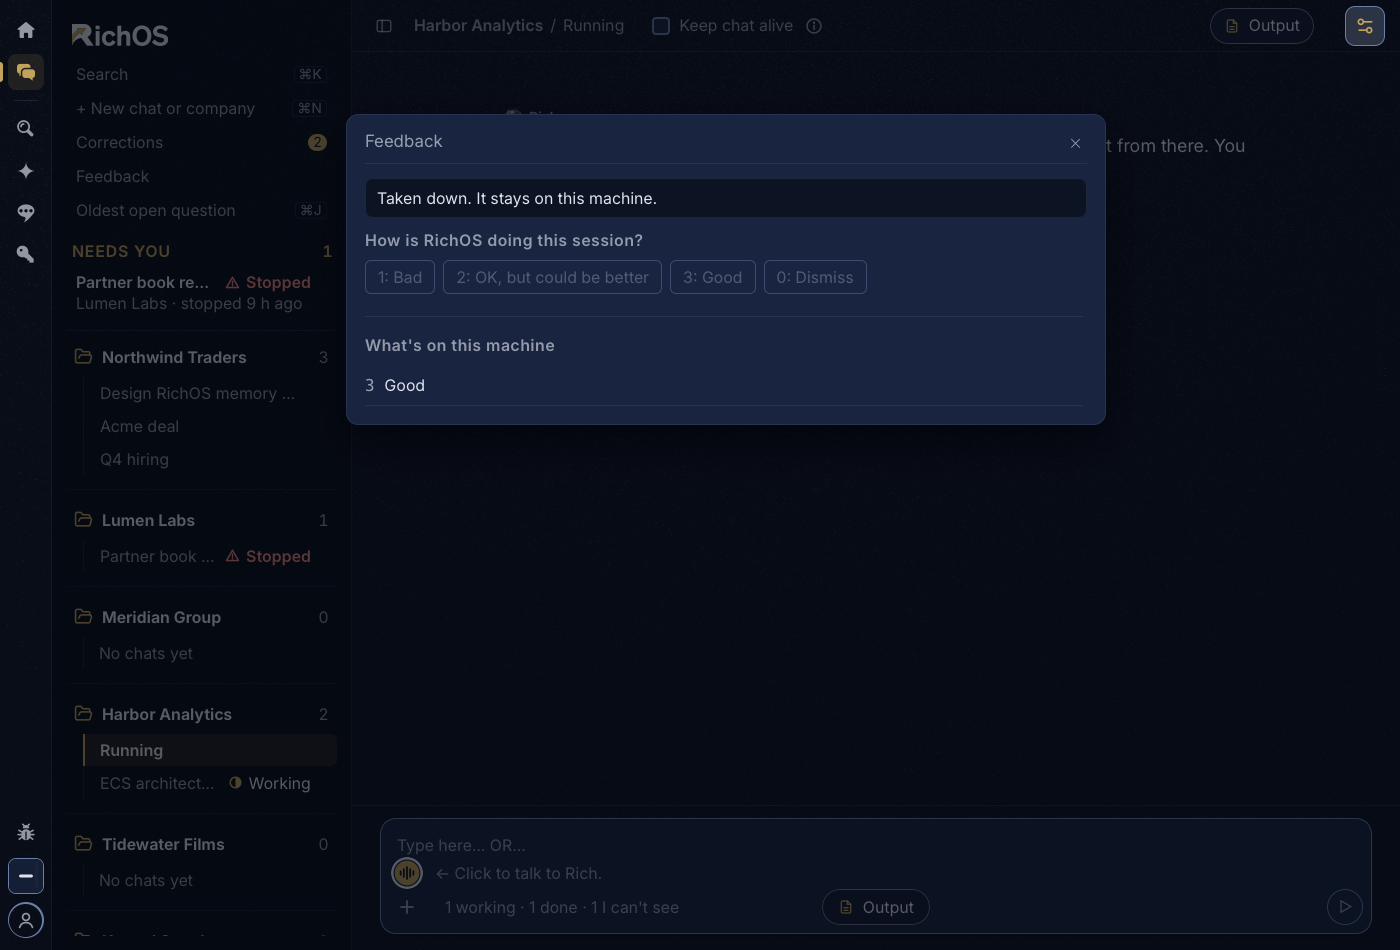 RichOS
Search ⌘K
+ New chat or company ⌘N
Corrections 2
Feedback
Oldest open question ⌘J
NEEDS YOU 1
Partner book re... Stopped
Lumen Labs · stopped 9 h ago
Northwind Traders 3
Design RichOS memory ...
Acme deal
Q4 hiring
Lumen Labs 1
Partner book ... Stopped
Meridian Group 0
No chats yet
Harbor Analytics 2
Running
ECS architect... Working
Tidewater Films 0
No chats yet
Harbor Analytics / Running Keep chat alive Output
t from there. You
Feedback
Taken down. It stays on this machine.
How is RichOS doing this session?
1: Bad 2: OK, but could be better 3: Good 0: Dismiss
What's on this machine
3 Good
Type here... OR...
← Click to talk to Rich.
1 working · 1 done · 1 I can't see Output